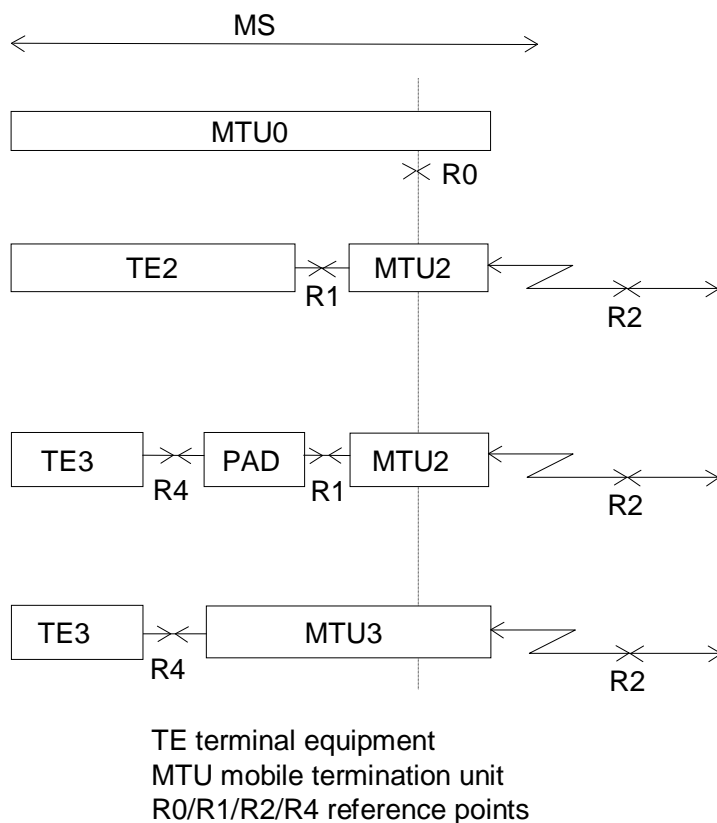 MS
MTU0
R0
TE2 MTU2
R1 R2
TE3 PAD MTU2
R4 R1 R2
TE3 MTU3
R4 R2
TE terminal equipment
MTU mobile termination unit
R0/R1/R2/R4 reference points